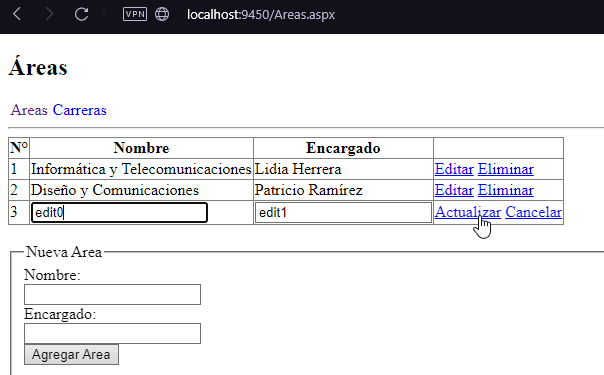 VPN localhost:9450/Areas.aspx
Áreas
Areas Carreras
N° Nombre Encargado
1 Informática y Telecomunicaciones Lidia Herrera Editar Eliminar
2 Diseño y Comunicaciones Patricio Ramírez Editar Eliminar
3 edit0 edit1 Actualizar Cancelar
Nueva Area
Nombre:
Encargado:
Agregar Area